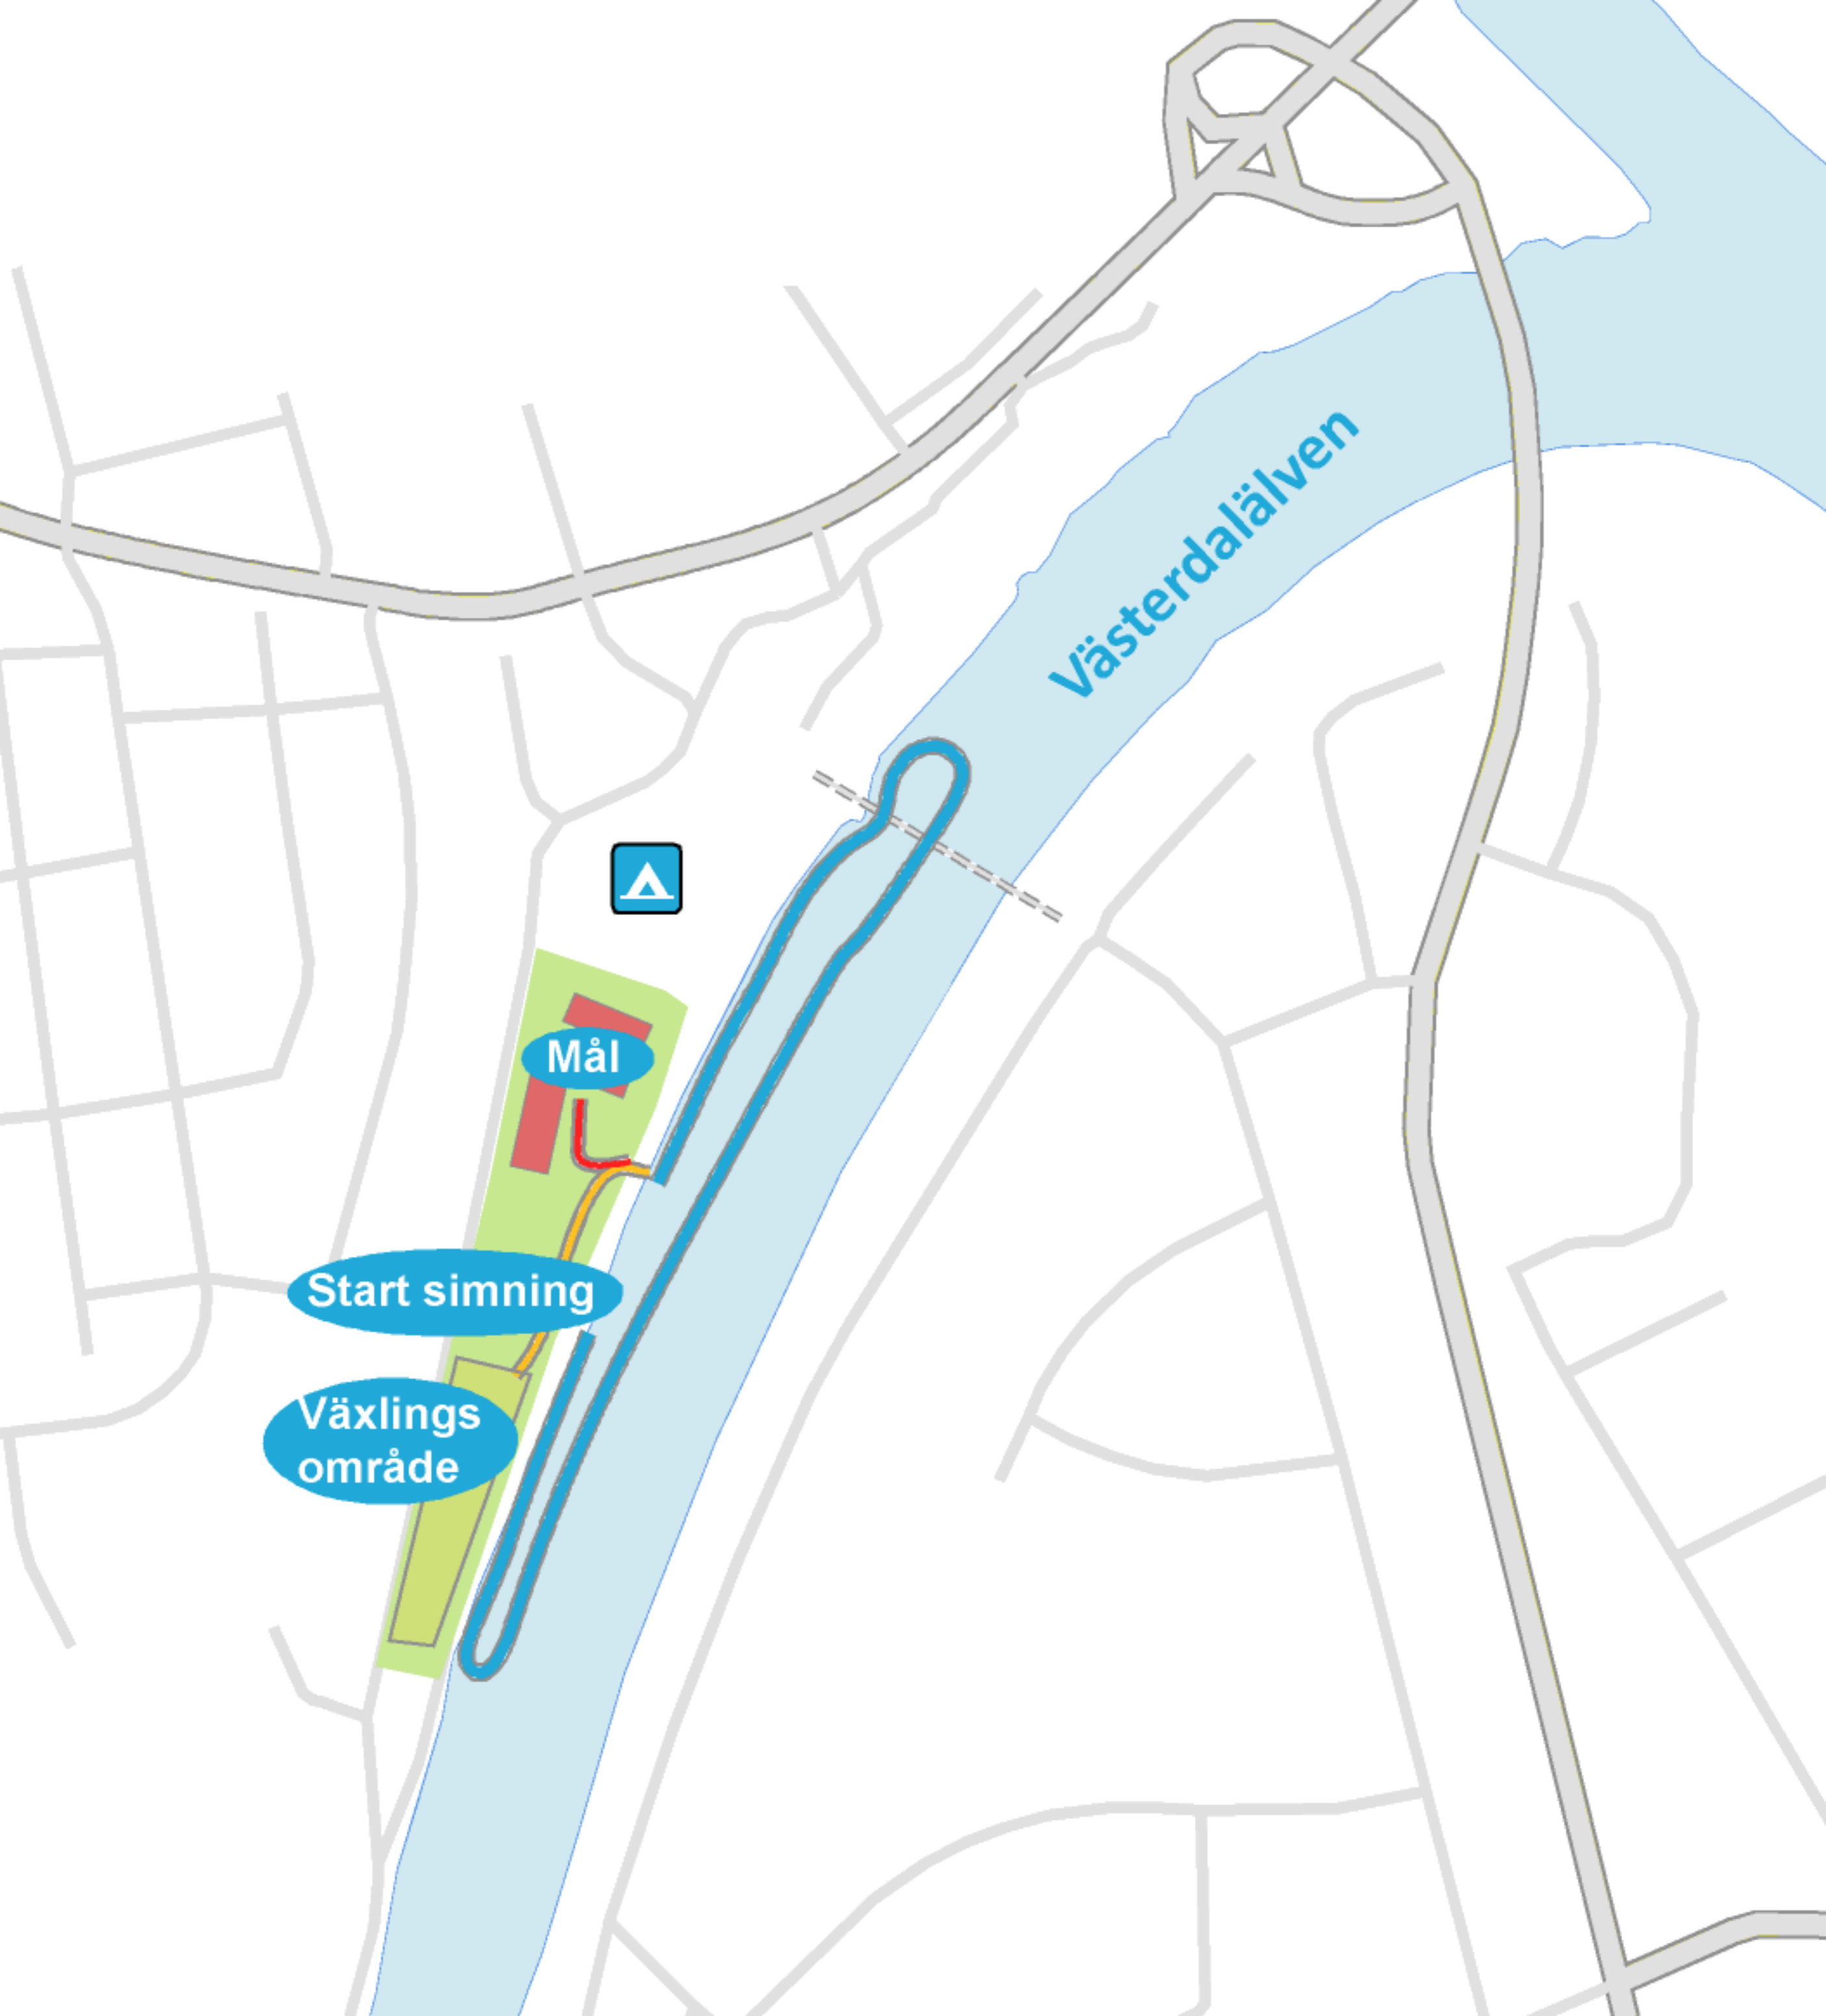 Västerdalälven
Mål
Start simning
Växlings
område